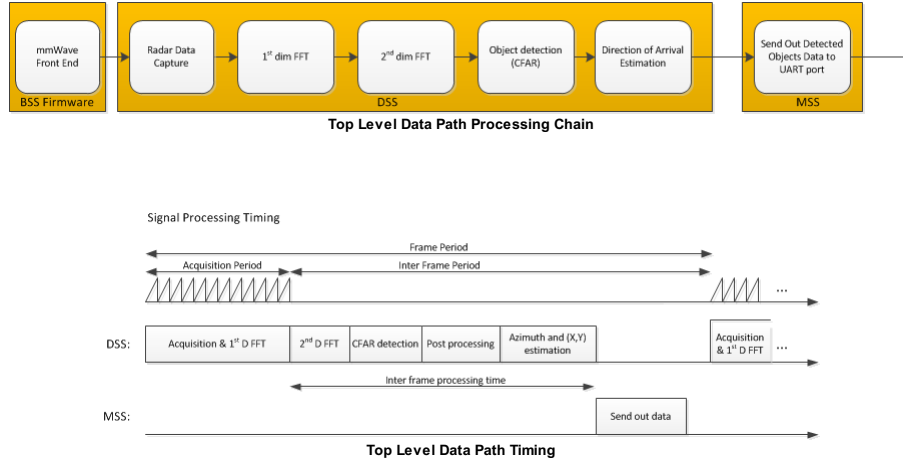 mmWave
Front End
Radar Data
Capture
1st dim FFT
2nd dim FFT
Object detection
(CFAR)
Direction of Arrival
Estimation
Send Out Detected
Objects Data to
UART port
BSS Firmware
DSS
MSS
Top Level Data Path Processing Chain
Signal Processing Timing
Frame Period
Acquisition Period
Inter Frame Period
...
DSS:
Acquisition & 1st D FFT
2nd D FFT
CFAR detection
Post processing
Azimuth and (X,Y)
estimation
Acquisition
& 1st D FFT
...
Inter frame processing time
MSS:
Send out data
Top Level Data Path Timing